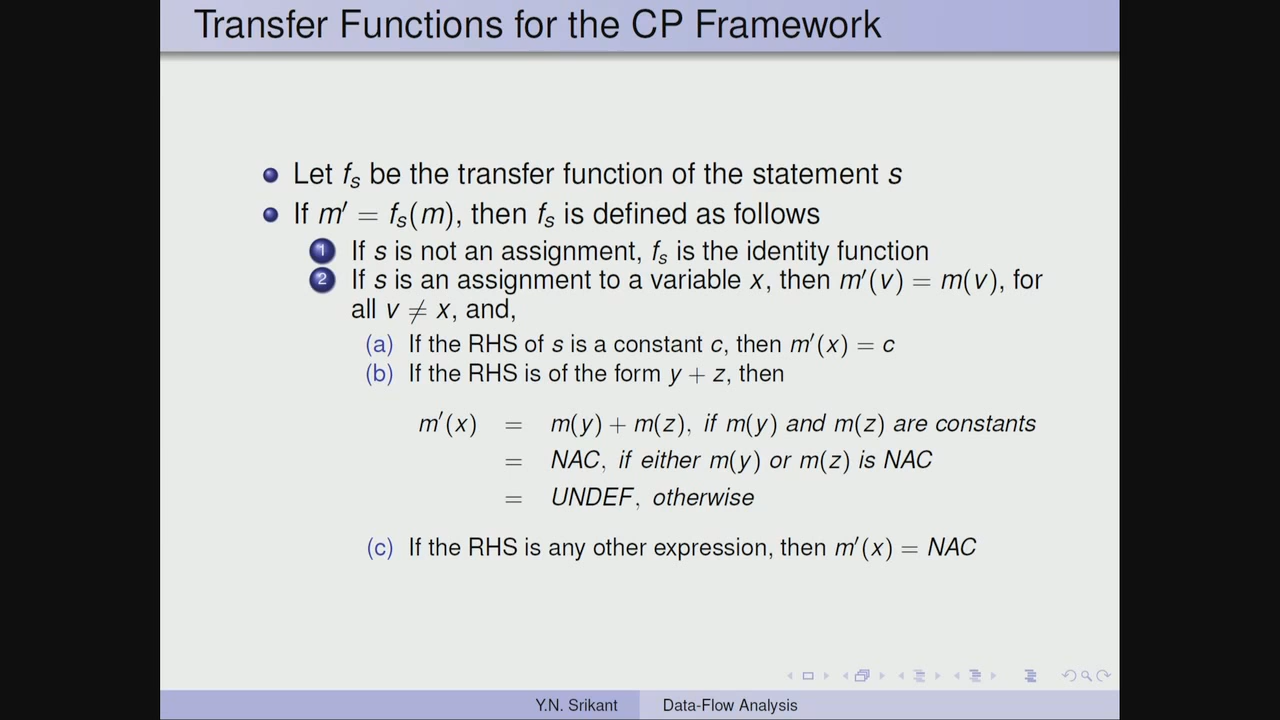 Transfer Functions for the CP Framework
Let fs be the transfer function of the statement s
If m′ = fs(m), then fs is defined as follows
1 If s is not an assignment, fs is the identity function
2 If s is an assignment to a variable x, then m′(v) = m(v), for
all v ≠ x, and,
(a) If the RHS of s is a constant c, then m′(x) = c
(b) If the RHS is of the form y + z, then
m′(x) = m(y) + m(z), if m(y) and m(z) are constants
= NAC, if either m(y) or m(z) is NAC
= UNDEF, otherwise
(c) If the RHS is any other expression, then m′(x) = NAC
Y.N. Srikant Data-Flow Analysis